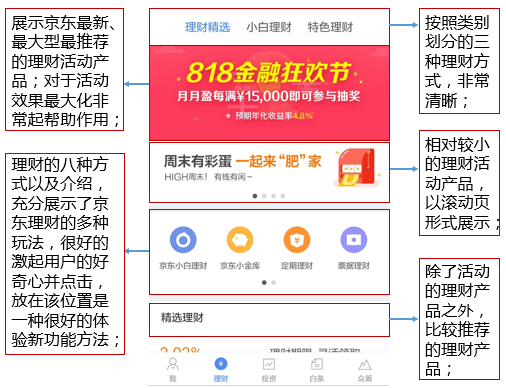 展示京东最新、
最大型最推荐
的理财活动产
品；对于活动
效果最大化非
常起帮助作用；
理财的八种方
式以及介绍，
充分展示了京
东理财的多种
玩法，很好的
激起用户的好
奇心并点击，
放在该位置是
一种很好的体
验新功能方法；
理财精选 小白理财 特色理财
818金融狂欢节
月月盈每满¥15,000即可参与抽奖
★ 预期年化收益率4.8%
周末有彩蛋 一起来“肥”家
HIGH周末！有钱有闲~
京东小白理财 京东小金库 定期理财 票据理财
精选理财
我 理财 投资 白条 众筹
按照类别
划分的三
种理财方
式，非常
清晰；
相对较小
的理财活
动产品，
以滚动页
形式展示；
除了活动
的理财产
品之外，
比较推荐
的理财产
品；